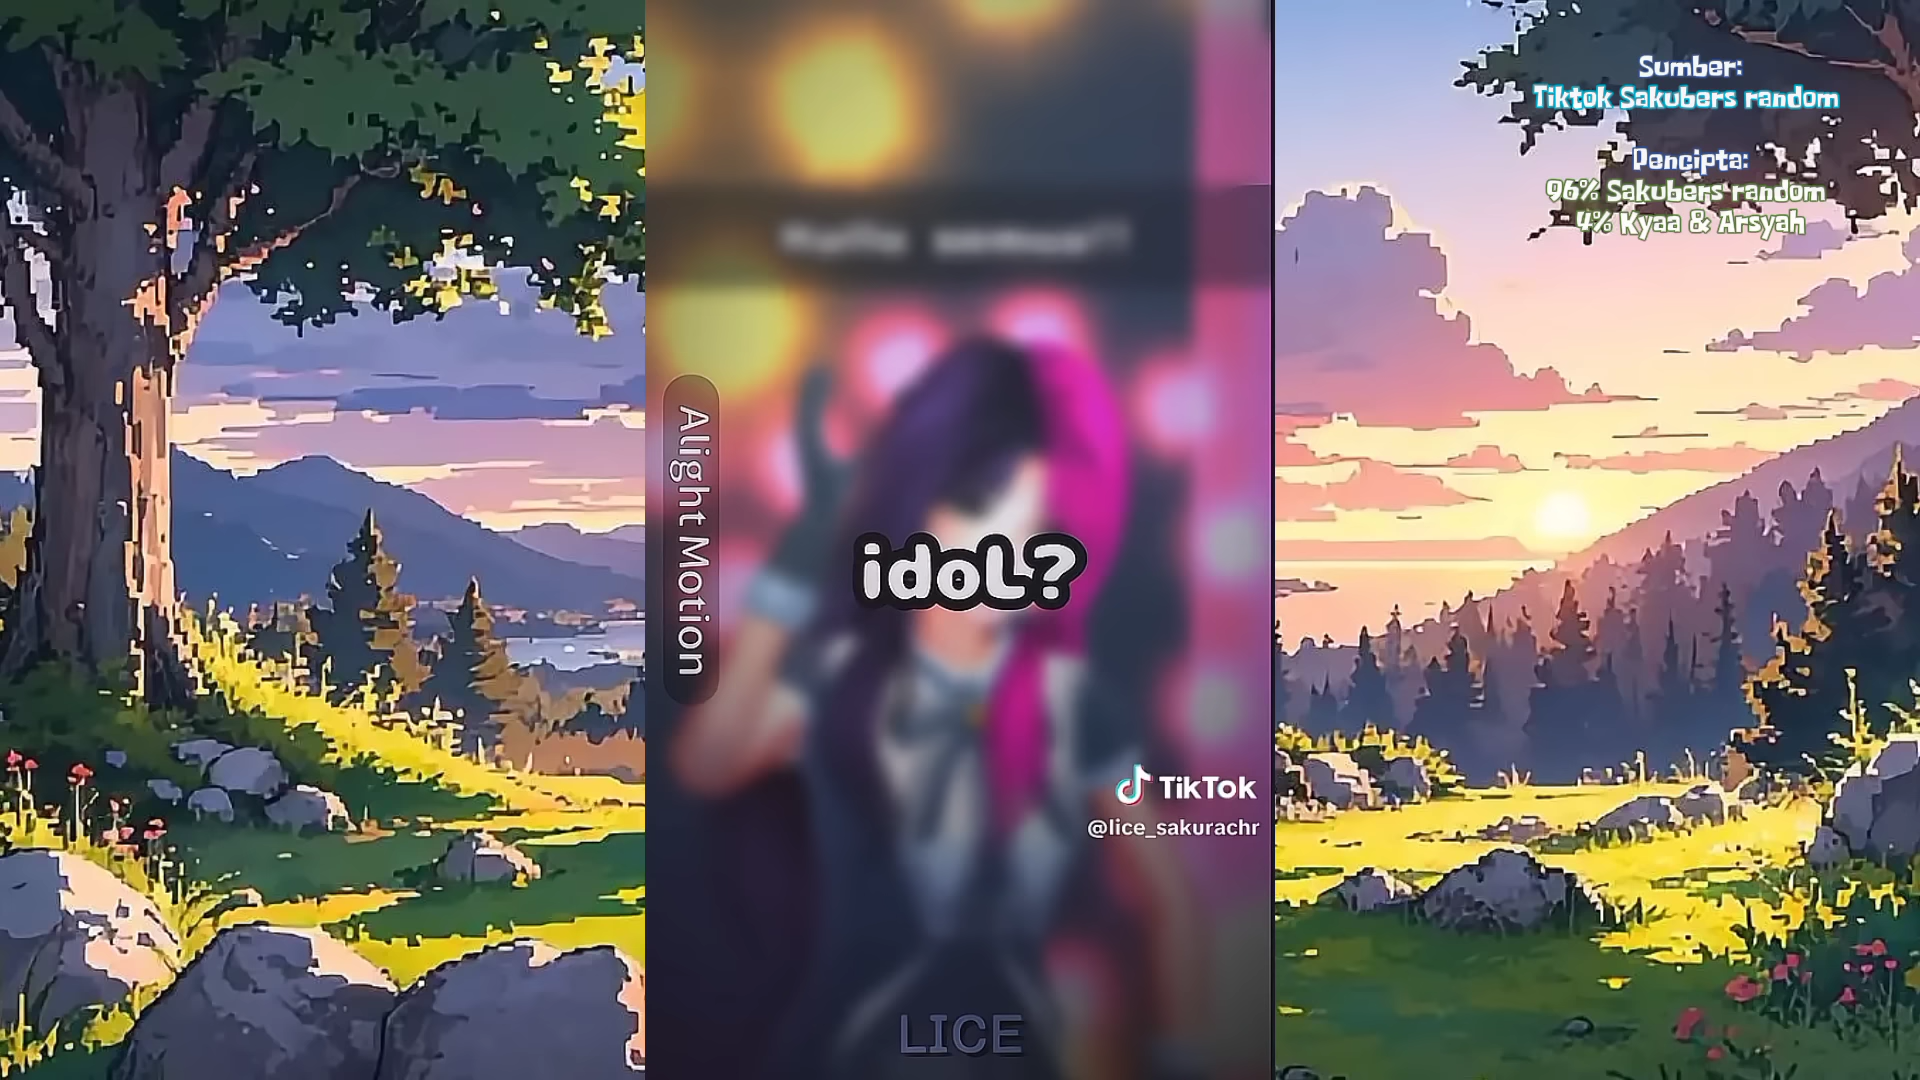 Sumber:
Tiktok Sakubers random
Pencipta:
96% Sakubers random
4% Kyaa & Arsyah
Alight Motion
idoL?
TikTok
@lice_sakurachr
LICE